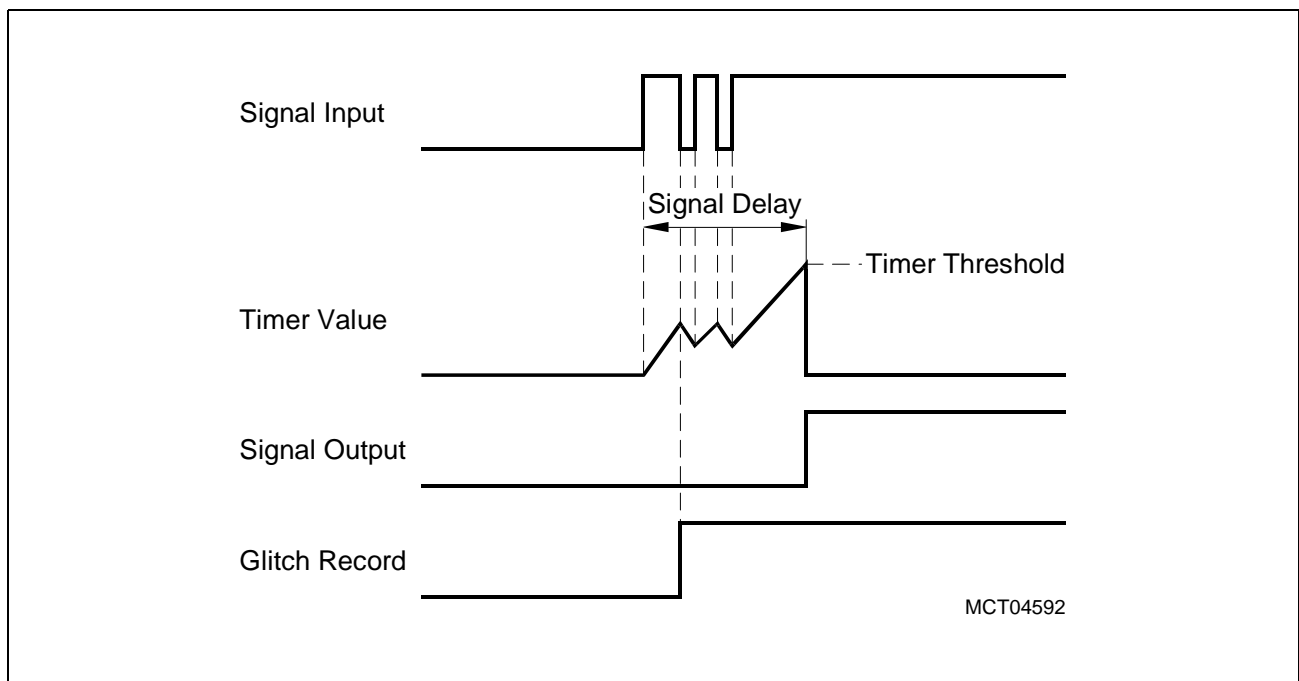 Signal Input
Signal Delay
Timer Threshold
Timer Value
Signal Output
Glitch Record
MCT04592